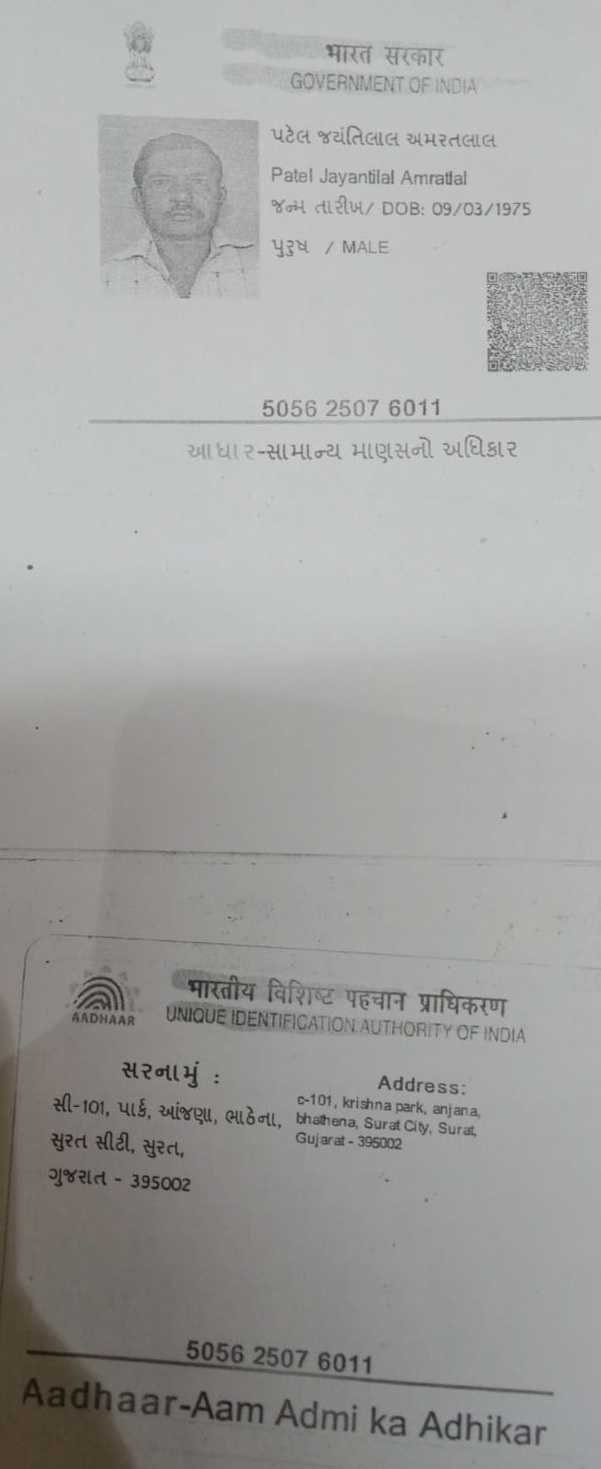 भारत सरकार
GOVERNMENT OF INDIA
પટેલ જયંતિલાલ અમરતલાલ
Patel Jayantilal Amratlal
જન્મ તારીખ/ DOB: 09/03/1975
પુરુષ / MALE
5056 2507 6011
આધાર-સામાન્ય માણસનો અધિકાર
भारतीय विशिष्ट पहचान प्राधिकरण
AADHAAR
UNIQUE IDENTIFICATION AUTHORITY OF INDIA
સરનામું :
સી-101, પાર્ક, આંજણા, ભાઠેના,
સુરત સીટી, સુરત,
ગુજરાત - 395002
Address:
c-101, krishna park, anjana,
bhathena, Surat City, Surat,
Gujarat - 395002
5056 2507 6011
Aadhaar-Aam Admi ka Adhikar